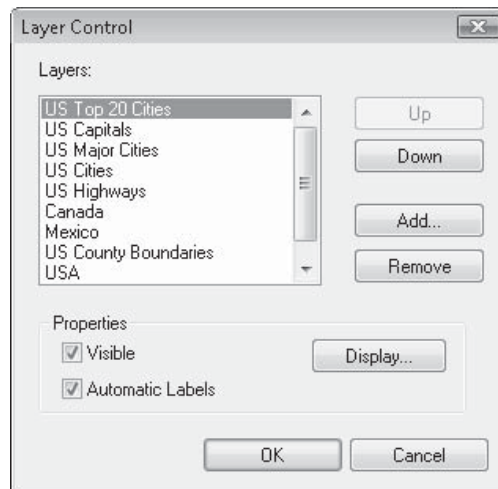 Layer Control
Layers:
US Top 20 Cities
US Capitals
US Major Cities
US Cities
US Highways
Canada
Mexico
US County Boundaries
USA
Up
Down
Add...
Remove
Properties
Visible
Automatic Labels
Display...
OK
Cancel